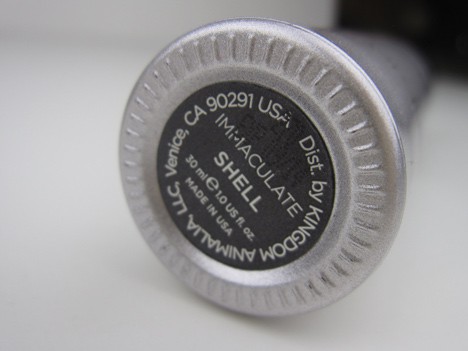 Dist. by KINGDOM ANIMALIA, LLC Venice, CA 90291 USA
IMMACULATE
SHELL
30 ml e 1.0 US fl. oz.
MADE IN USA